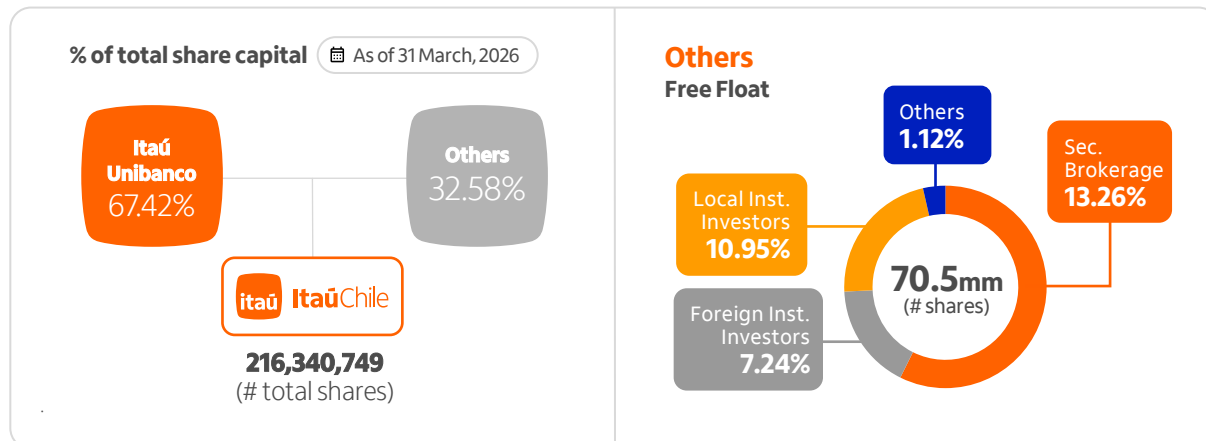 % of total share capital
As of 31 March, 2026
Itaú
Unibanco
67.42%
Others
32.58%
itaú
ItaúChile
216,340,749
(# total shares)
Others
Free Float
Others
1.12%
Sec.
Brokerage
13.26%
Local Inst.
Investors
10.95%
Foreign Inst.
Investors
7.24%
70.5mm
(# shares)